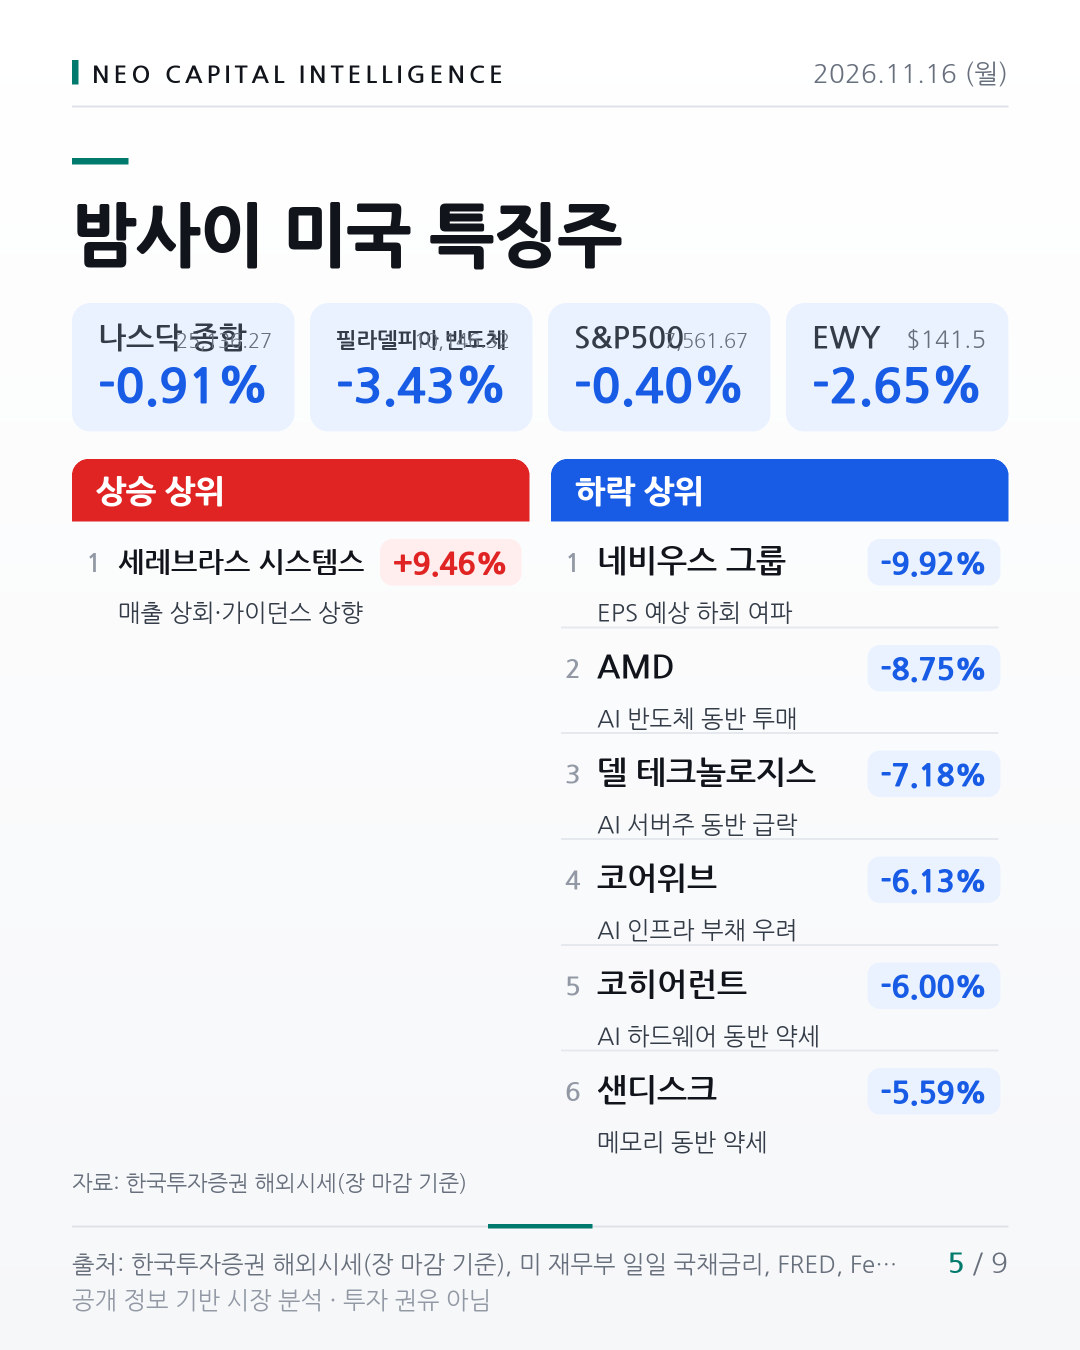 NEO CAPITAL INTELLIGENCE
2026.11.16 (월)
밤사이 미국 특징주
나스닥 종합
-0.91%
필라델피아 반도체
-3.43%
S&P500 7,561.67
-0.40%
EWY $141.5
-2.65%
상승 상위
1 세레브라스 시스템스 +9.46%
매출 상회·가이던스 상향
하락 상위
1 네비우스 그룹 -9.92%
EPS 예상 하회 여파
2 AMD -8.75%
AI 반도체 동반 투매
3 델 테크놀로지스 -7.18%
AI 서버주 동반 급락
4 코어위브 -6.13%
AI 인프라 부채 우려
5 코히어런트 -6.00%
AI 하드웨어 동반 약세
6 샌디스크 -5.59%
메모리 동반 약세
자료: 한국투자증권 해외시세(장 마감 기준)
출처: 한국투자증권 해외시세(장 마감 기준), 미 재무부 일일 국채금리, FRED, Fe…
5 / 9
공개 정보 기반 시장 분석 · 투자 권유 아님